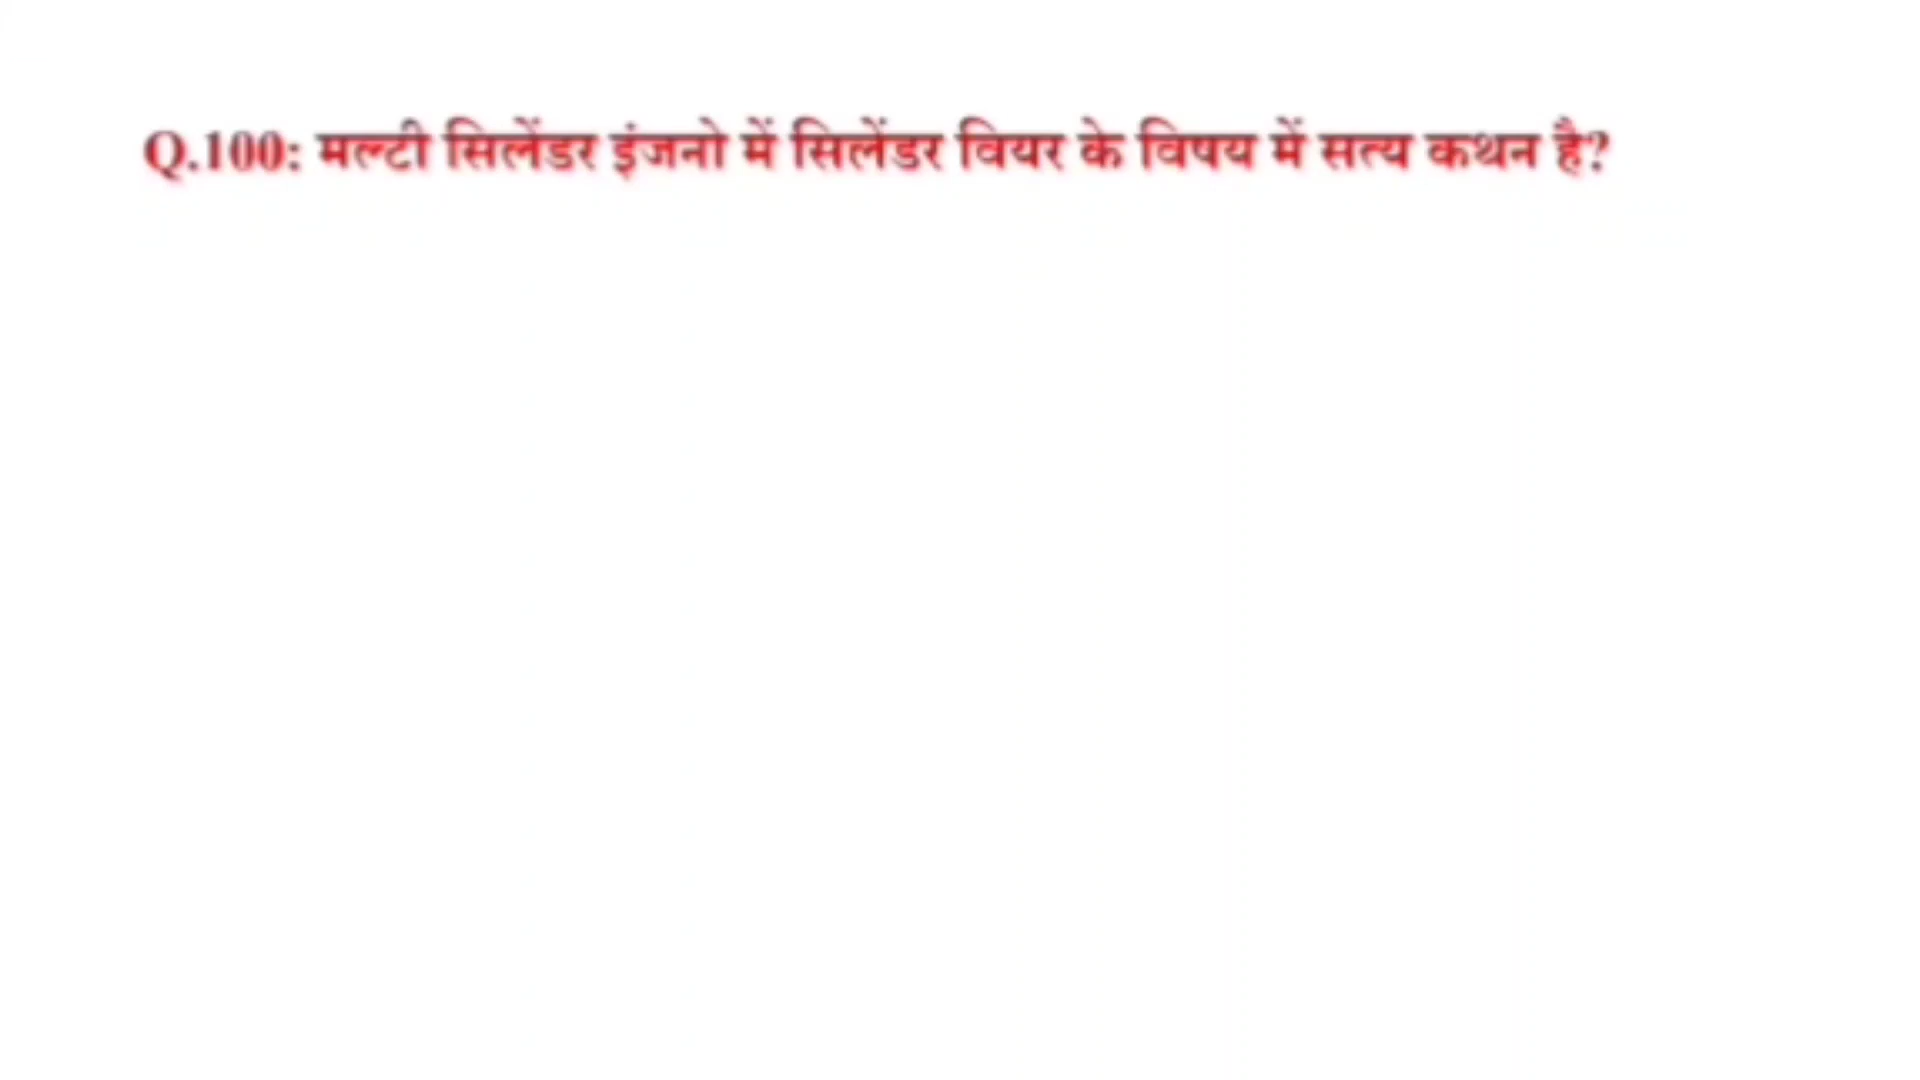 Q.100: मल्टी सिलेंडर इंजनो में सिलेंडर वियर के विषय में सत्य कथन है?